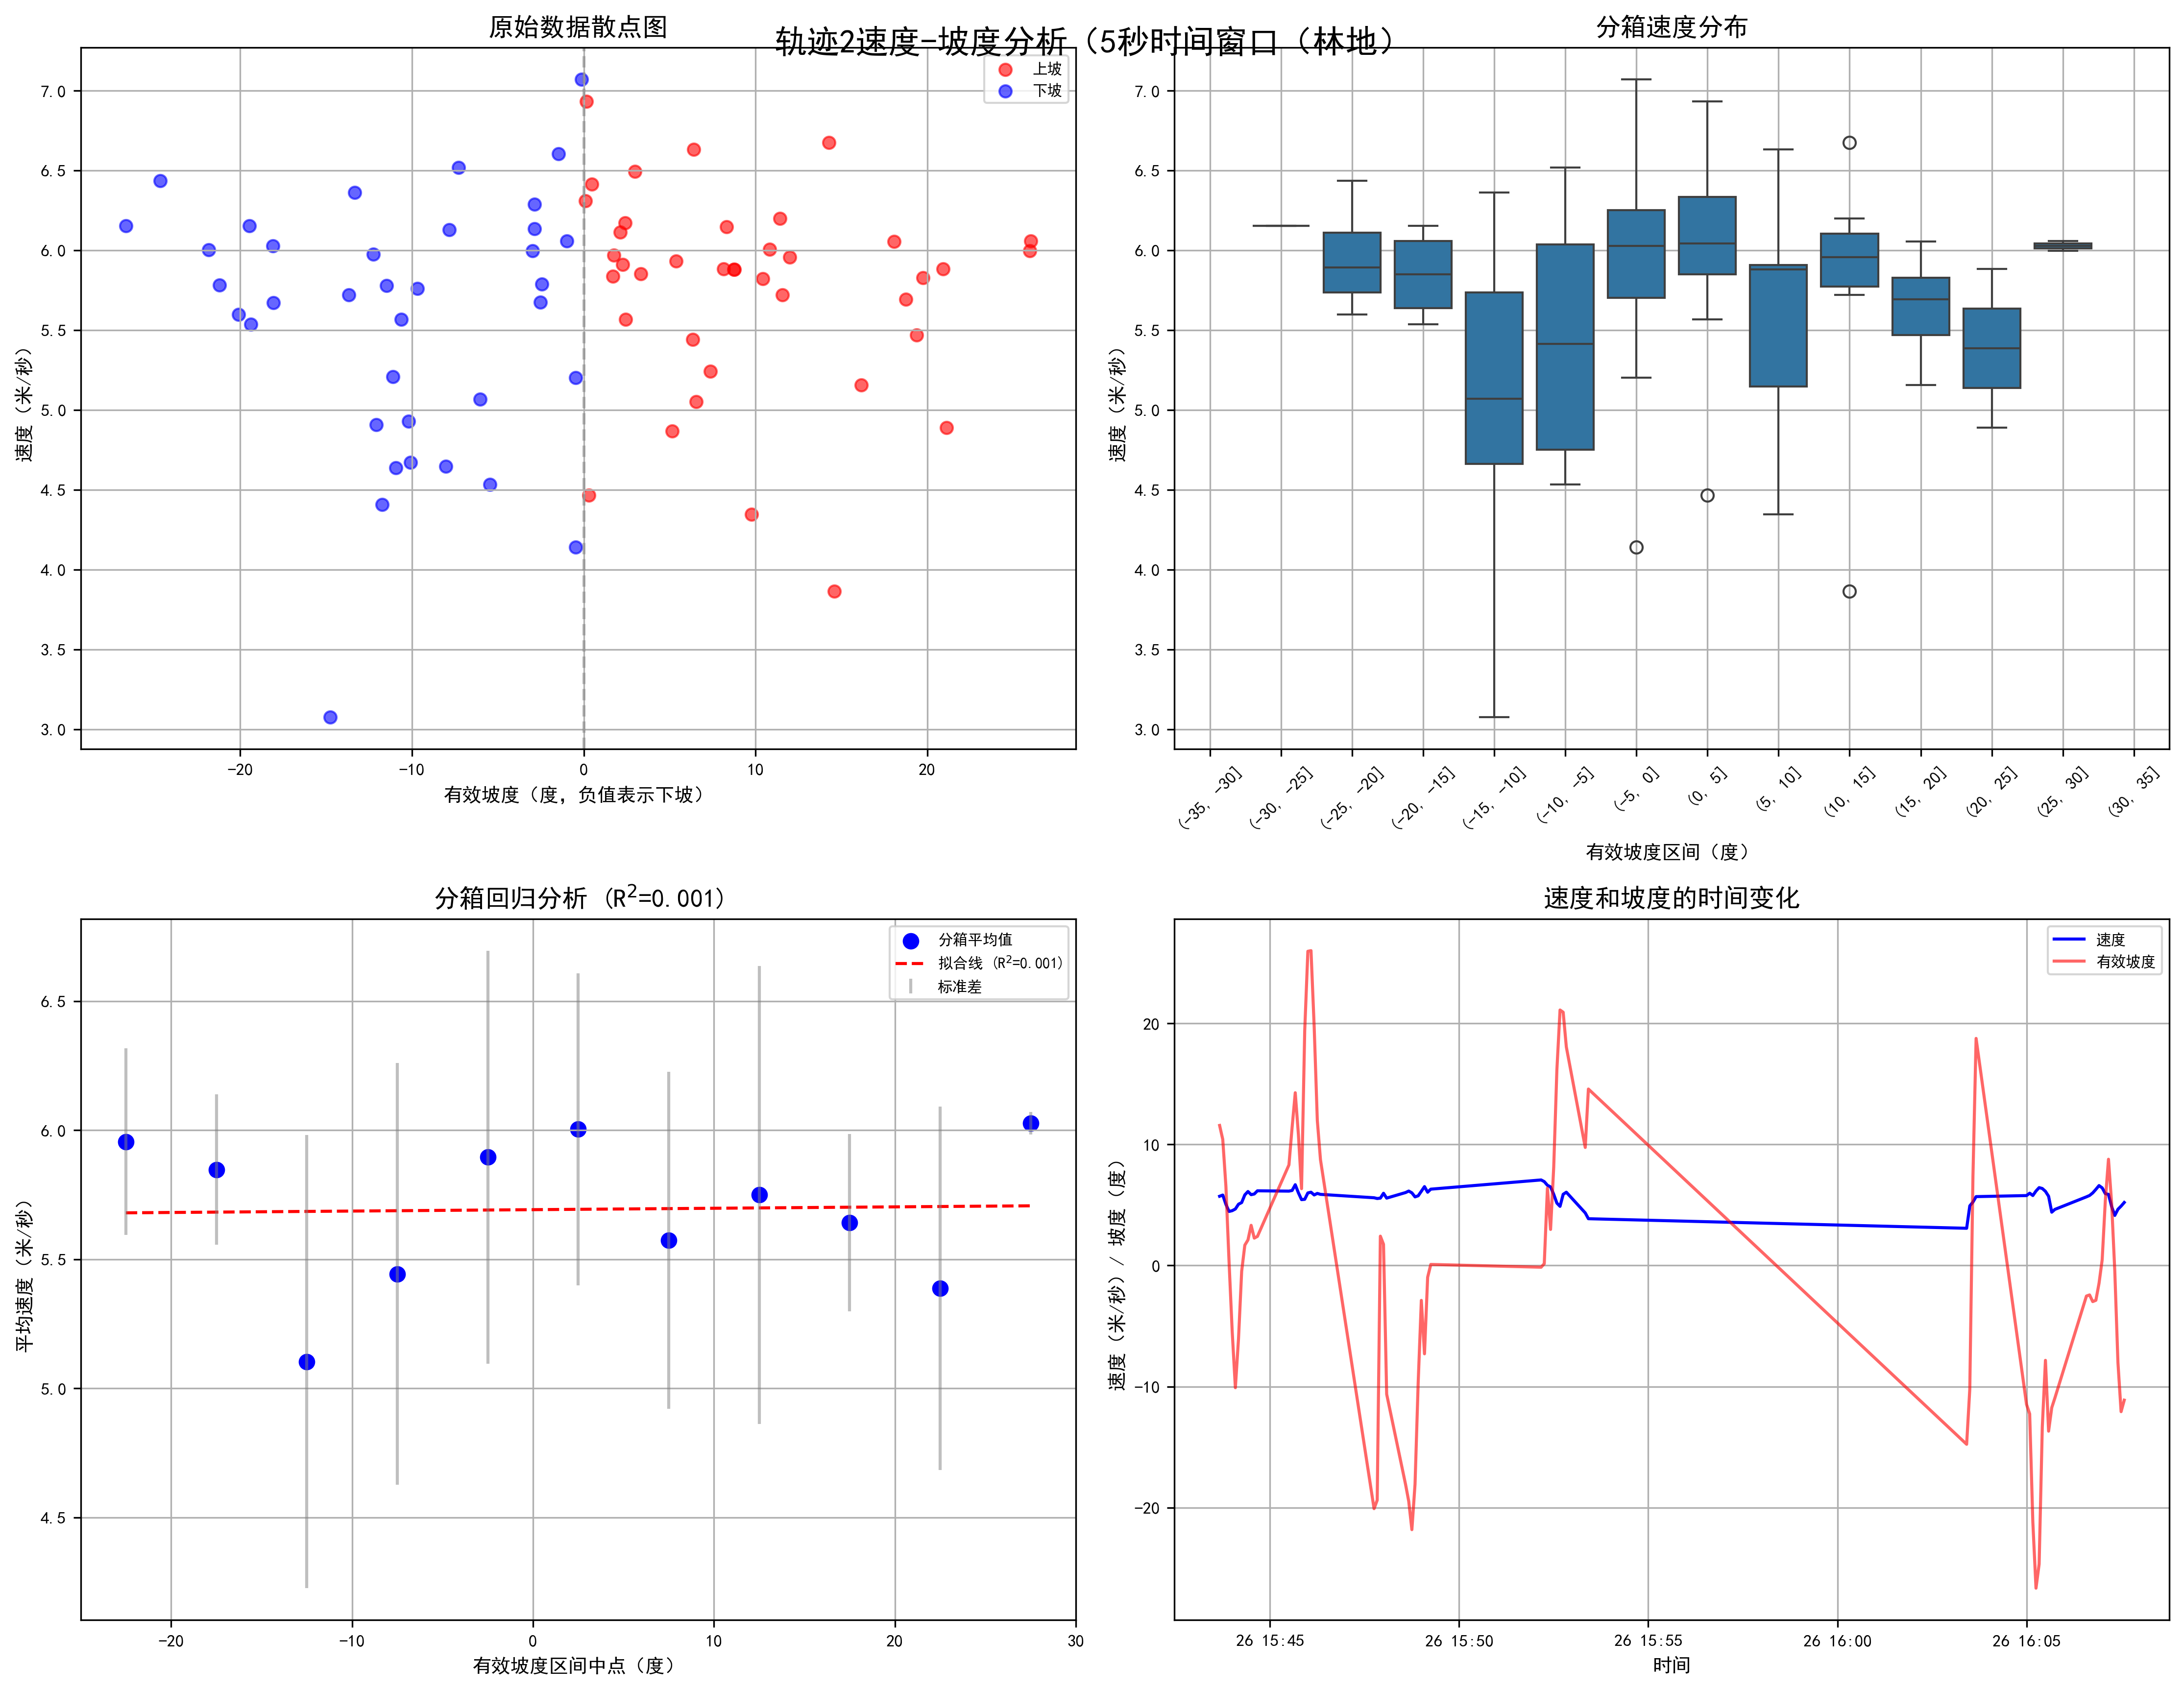 轨迹2速度-坡度分析（5秒时间窗口（林地）
原始数据散点图
上坡
下坡
7.0
6.5
6.0
5.5
5.0
4.5
4.0
3.5
3.0
速度（米/秒）
-20
-10
0
10
20
有效坡度（度，负值表示下坡）
分箱速度分布
7.0
6.5
6.0
5.5
5.0
4.5
4.0
3.5
3.0
速度（米/秒）
(-35, -30]
(-30, -25]
(-25, -20]
(-20, -15]
(-15, -10]
(-10, -5]
(-5, 0]
(0, 5]
(5, 10]
(10, 15]
(15, 20]
(20, 25]
(25, 30]
(30, 35]
有效坡度区间（度）
分箱回归分析 (R²=0.001)
分箱平均值
拟合线 (R²=0.001)
标准差
6.5
6.0
5.5
5.0
4.5
平均速度（米/秒）
-20
-10
0
10
20
30
有效坡度区间中点（度）
速度和坡度的时间变化
速度
有效坡度
20
10
0
-10
-20
速度（米/秒）/ 坡度（度）
26 15:45
26 15:50
26 15:55
26 16:00
26 16:05
时间